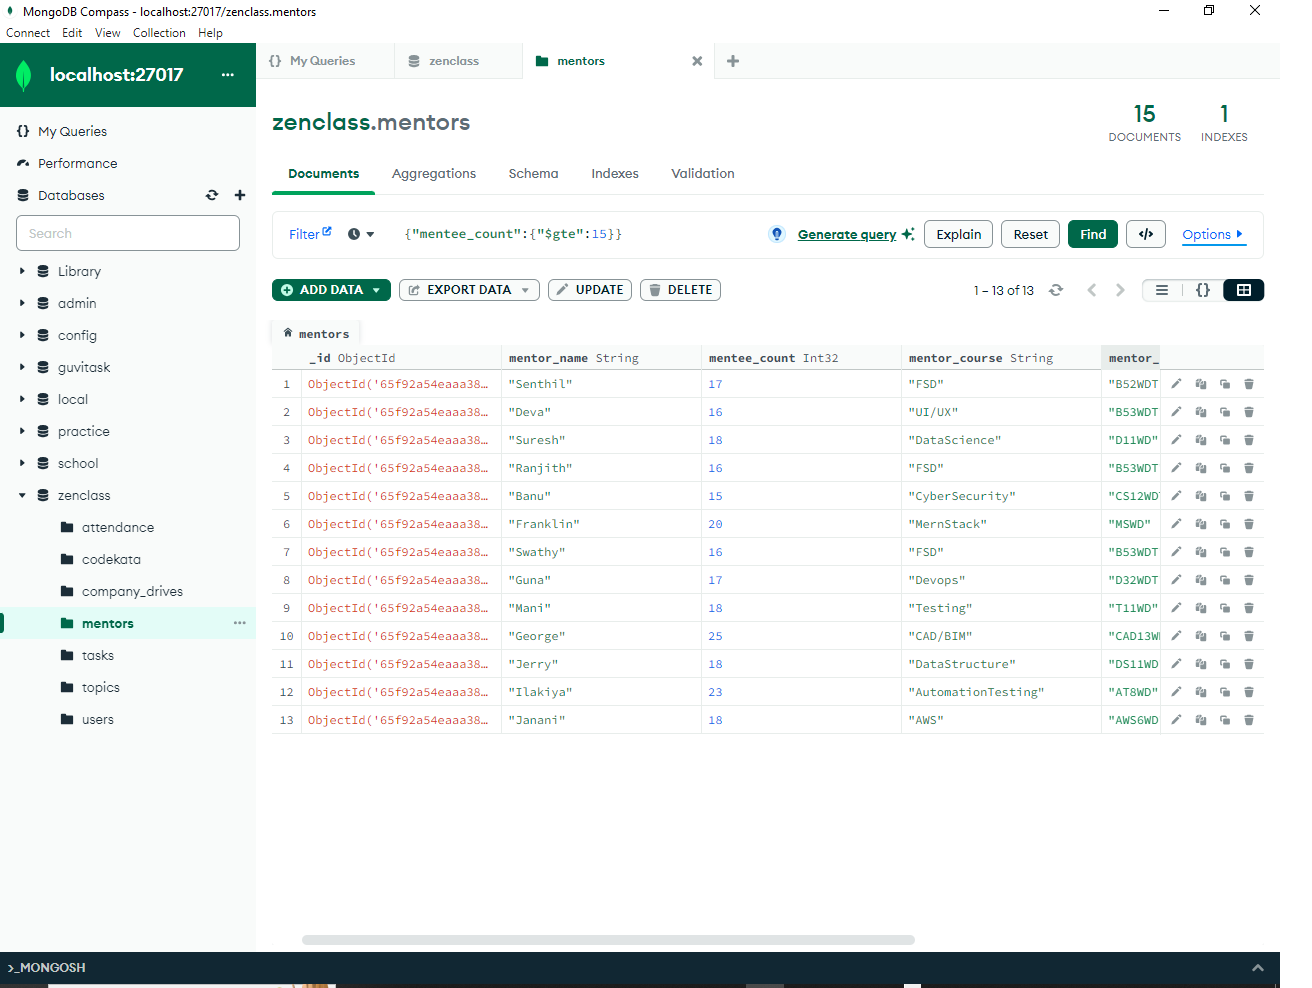 MongoDB Compass - localhost:27017/zenclass.mentors
Connect Edit View Collection Help
localhost:27017 ...
{} My Queries
Performance
Databases
Search
Library
admin
config
guvitask
local
practice
school
zenclass
attendance
codekata
company_drives
mentors ...
tasks
topics
users
{} My Queries zenclass mentors
zenclass.mentors
15 DOCUMENTS
1 INDEXES
Documents Aggregations Schema Indexes Validation
Filter {"mentee_count":{"$gte":15}} Generate query Explain Reset Find </> Options
ADD DATA EXPORT DATA UPDATE DELETE 1 – 13 of 13 {}
mentors
_id ObjectId mentor_name String mentee_count Int32 mentor_course String mentor_
1 ObjectId('65f92a54eaaa38… "Senthil" 17 "FSD" "B52WDT
2 ObjectId('65f92a54eaaa38… "Deva" 16 "UI/UX" "B53WDT
3 ObjectId('65f92a54eaaa38… "Suresh" 18 "DataScience" "D11WD"
4 ObjectId('65f92a54eaaa38… "Ranjith" 16 "FSD" "B53WDT
5 ObjectId('65f92a54eaaa38… "Banu" 15 "CyberSecurity" "CS12WD
6 ObjectId('65f92a54eaaa38… "Franklin" 20 "MernStack" "MSWD"
7 ObjectId('65f92a54eaaa38… "Swathy" 16 "FSD" "B53WDT
8 ObjectId('65f92a54eaaa38… "Guna" 17 "Devops" "D32WDT
9 ObjectId('65f92a54eaaa38… "Mani" 18 "Testing" "T11WD"
10 ObjectId('65f92a54eaaa38… "George" 25 "CAD/BIM" "CAD13W
11 ObjectId('65f92a54eaaa38… "Jerry" 18 "DataStructure" "DS11WD
12 ObjectId('65f92a54eaaa38… "Ilakiya" 23 "AutomationTesting" "AT8WD"
13 ObjectId('65f92a54eaaa38… "Janani" 18 "AWS" "AWS6WD
>_MONGOSH